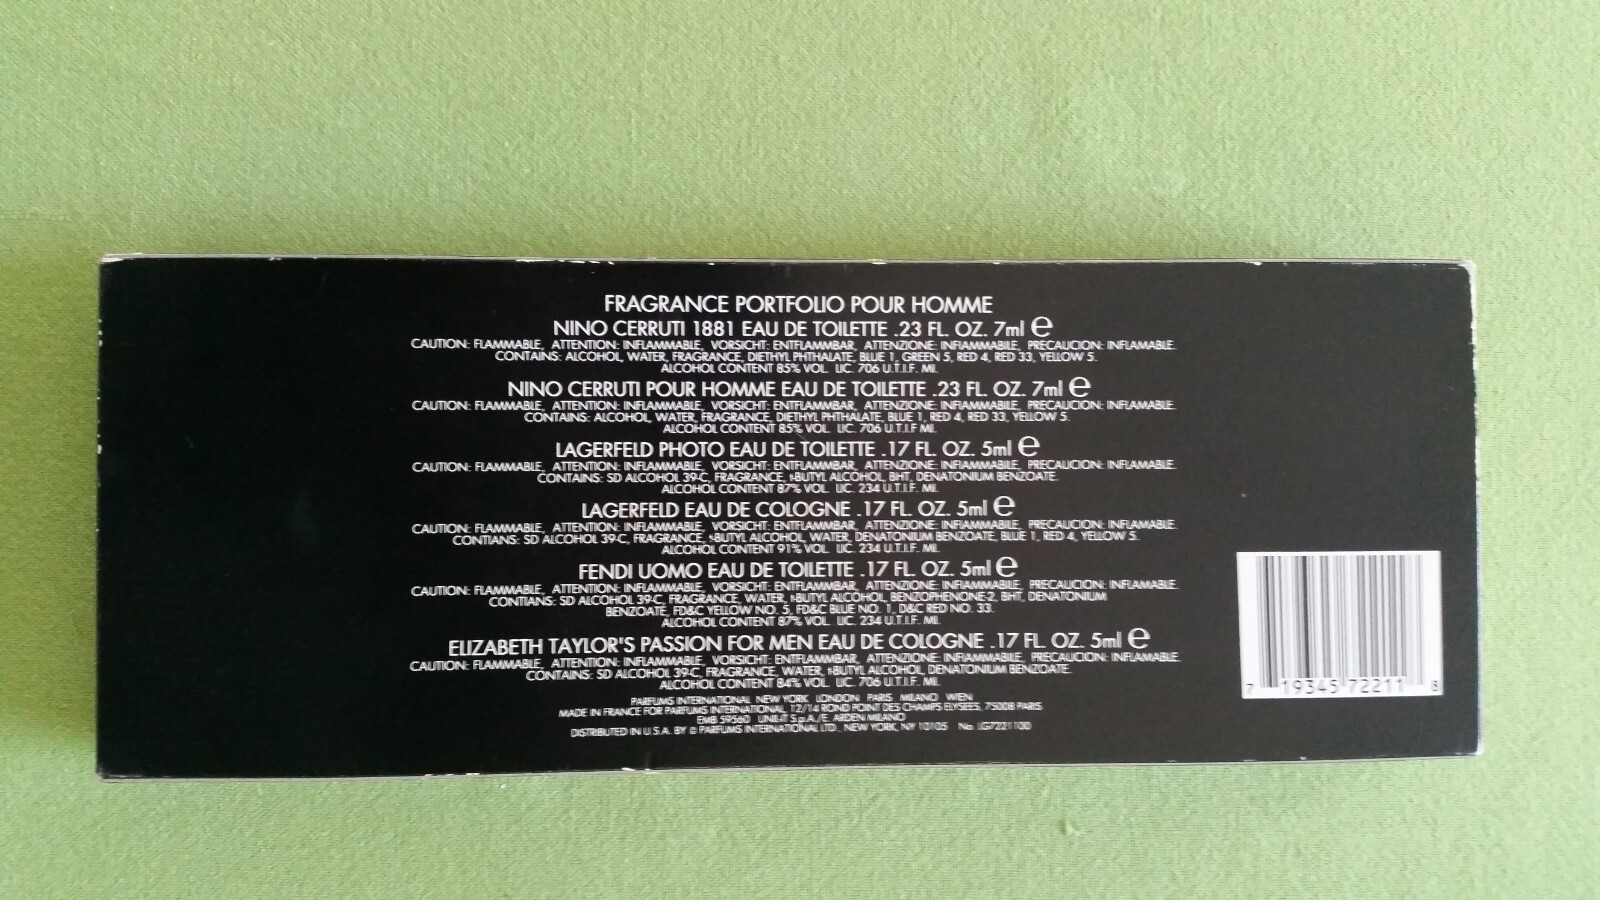 FRAGRANCE PORTFOLIO POUR HOMME
NINO CERRUTI 1881 EAU DE TOILETTE .23 FL. OZ. 7ml ℮
CAUTION: FLAMMABLE, ATTENTION: INFLAMMABLE, VORSICHT: ENTFLAMMBAR, ATTENZIONE: INFIAMMABILE, PRECAUCION: INFLAMABLE.
CONTAINS: ALCOHOL, WATER, FRAGRANCE, DIETHYL PHTHALATE, BLUE 1, GREEN 5, RED 4, RED 33, YELLOW 5.
ALCOHOL CONTENT 85% VOL. LIC. 706 U.T.I.F. MI.
NINO CERRUTI POUR HOMME EAU DE TOILETTE .23 FL. OZ. 7ml ℮
CAUTION: FLAMMABLE, ATTENTION: INFLAMMABLE, VORSICHT: ENTFLAMMBAR, ATTENZIONE: INFIAMMABILE, PRECAUCION: INFLAMABLE.
CONTAINS: ALCOHOL, WATER, FRAGRANCE, DIETHYL PHTHALATE, BLUE 1, RED 4, RED 33, YELLOW 5.
ALCOHOL CONTENT 85% VOL. LIC. 706 U.T.I.F MI.
LAGERFELD PHOTO EAU DE TOILETTE .17 FL. OZ. 5ml ℮
CAUTION: FLAMMABLE, ATTENTION: INFLAMMABLE, VORSICHT: ENTFLAMMBAR, ATTENZIONE: INFIAMMABILE, PRECAUCION: INFLAMABLE.
CONTAINS: SD ALCOHOL 39-C, FRAGRANCE, t-BUTYL ALCOHOL, BHT, DENATONIUM BENZOATE.
ALCOHOL CONTENT 87% VOL. LIC. 234 U.T.I.F. MI.
LAGERFELD EAU DE COLOGNE .17 FL. OZ. 5ml ℮
CAUTION: FLAMMABLE, ATTENTION: INFLAMMABLE, VORSICHT: ENTFLAMMBAR, ATTENZIONE: INFIAMMABILE, PRECAUCION: INFLAMABLE.
CONTIANS: SD ALCOHOL 39-C, FRAGRANCE, t-BUTYL ALCOHOL, WATER, DENATONIUM BENZOATE, BLUE 1, RED 4, YELLOW 5.
ALCOHOL CONTENT 91% VOL. LIC. 234 U.T.I.F. MI.
FENDI UOMO EAU DE TOILETTE .17 FL. OZ. 5ml ℮
CAUTION: FLAMMABLE, ATTENTION: INFLAMMABLE, VORSICHT: ENTFLAMMBAR, ATTENZIONE: INFIAMMABILE, PRECAUCION: INFLAMABLE.
CONTIANS: SD ALCOHOL 39-C, FRAGRANCE, WATER, t-BUTYL ALCOHOL, BENZOPHENONE-2, BHT, DENATONIUM
BENZOATE, FD&C YELLOW NO. 5, FD&C BLUE NO. 1, D&C RED NO. 33.
ALCOHOL CONTENT 87% VOL. LIC. 234 U.T.I.F. MI.
ELIZABETH TAYLOR'S PASSION FOR MEN EAU DE COLOGNE .17 FL. OZ. 5ml ℮
CAUTION: FLAMMABLE, ATTENTION: INFLAMMABLE, VORSICHT: ENTFLAMMBAR, ATTENZIONE: INFIAMMABILE, PRECAUCION: INFLAMABLE.
CONTAINS: SD ALCOHOL 39-C, FRAGRANCE, WATER, t-BUTYL ALCOHOL, DENATONIUM BENZOATE.
ALCOHOL CONTENT 84% VOL. LIC. 706 U.T.I.F. MI.
PARFUMS INTERNATIONAL NEW YORK LONDON PARIS MILANO WIEN
MADE IN FRANCE FOR PARFUMS INTERNATIONAL, 12/14 ROND POINT DES CHAMPS ELYSEES, 75008 PARIS
EMB 59560 UNILIT S.p.A./E. ARDEN MILANO
DISTRIBUTED IN U.S.A. BY © PARFUMS INTERNATIONAL LTD., NEW YORK, NY 10105 No. LG7221100
7 19345 72211 8